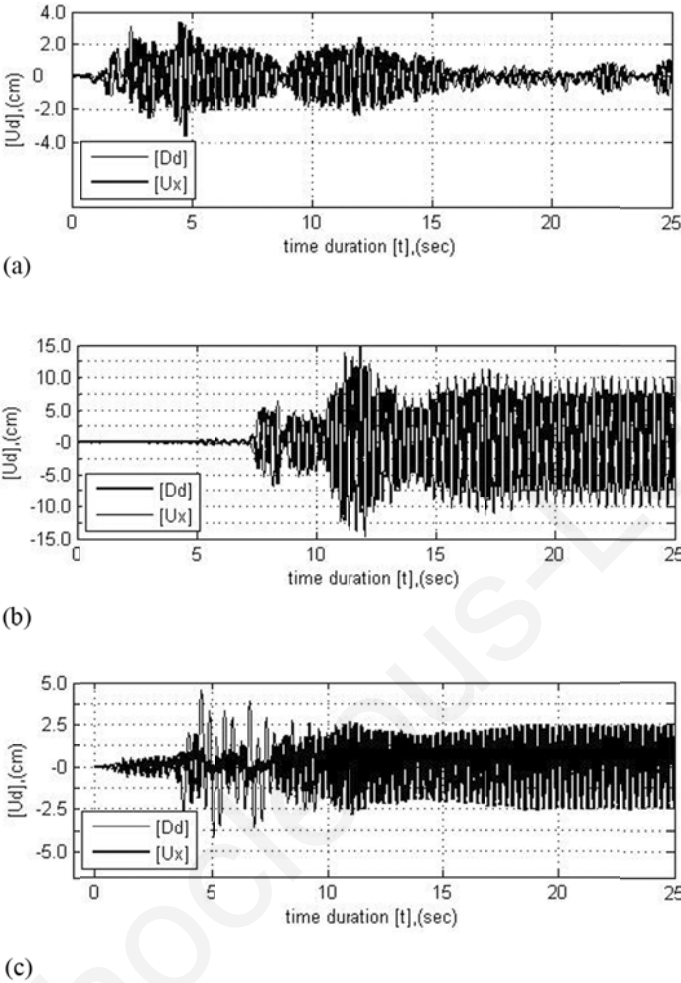 4.0
2.0
0
-2.0
-4.0
[Ud],(cm)
[Dd]
[Ux]
0 5 10 15 20 25
time duration [t],(sec)
(a)
15.0
10.0
5.0
-0
-5.0
-10.0
-15.0
[Ud],(cm)
[Dd]
[Ux]
0 5 10 15 20 25
time duration [t],(sec)
(b)
5.0
2.5
-0
-2.5
-5.0
[Ud],(cm)
[Dd]
[Ux]
0 5 10 15 20 25
time duration [t],(sec)
(c)